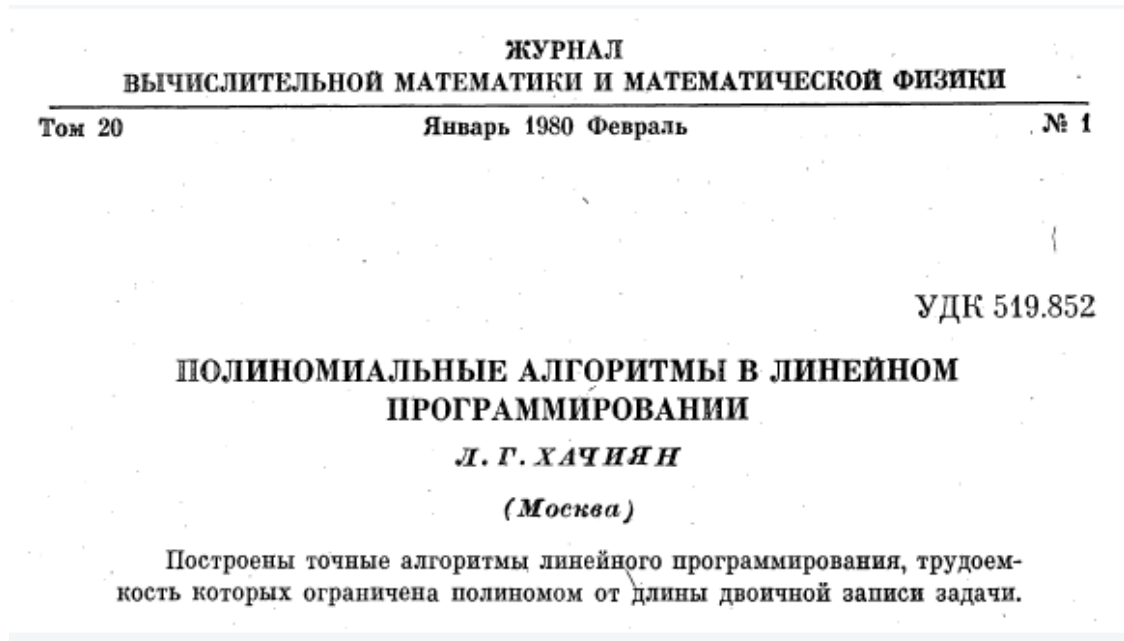 ЖУРНАЛ
ВЫЧИСЛИТЕЛЬНОЙ МАТЕМАТИКИ И МАТЕМАТИЧЕСКОЙ ФИЗИКИ
Том 20 Январь 1980 Февраль № 1
УДК 519.852
ПОЛИНОМИАЛЬНЫЕ АЛГОРИТМЫ В ЛИНЕЙНОМ
ПРОГРАММИРОВАНИИ
Л. Г. ХАЧИЯН
(Москва)
Построены точные алгоритмы линейного программирования, трудоем-
кость которых ограничена полиномом от длины двоичной записи задачи.